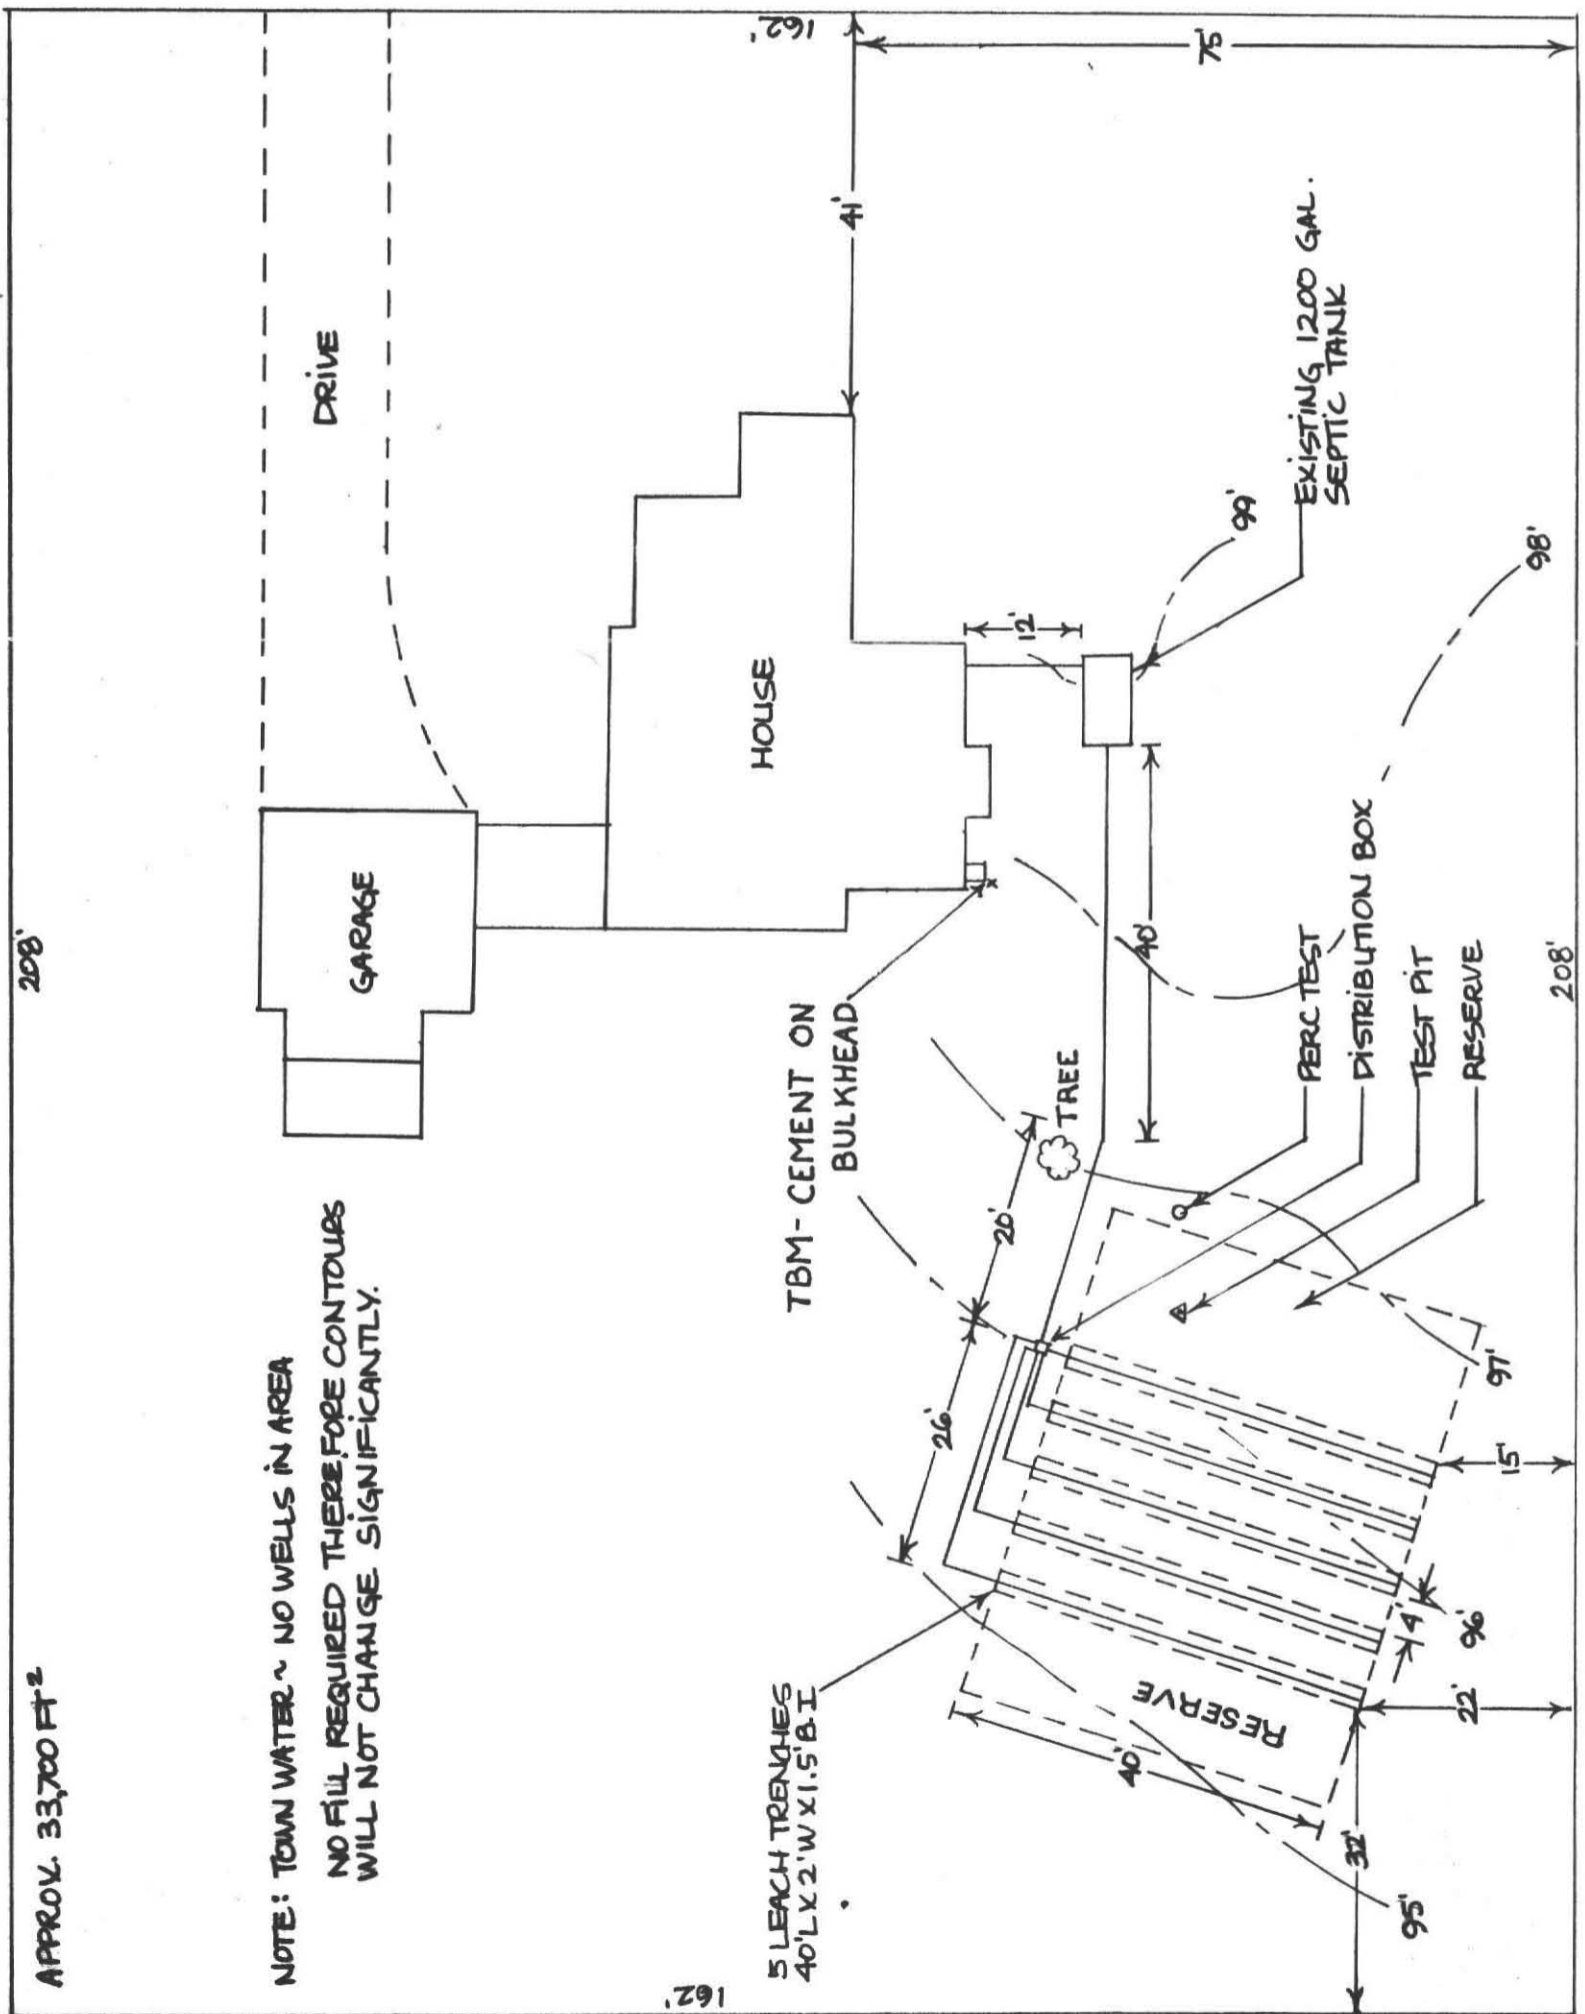 APPROX. 33,700 FT²
208'
NOTE: TOWN WATER ~ NO WELLS IN AREA
NO FILL REQUIRED THEREFORE CONTOURS
WILL NOT CHANGE SIGNIFICANTLY.
GARAGE
DRIVE
HOUSE
162'
162'
41'
75'
TBM - CEMENT ON
BULKHEAD
5 LEACH TRENCHES
40'L X 2'W X 1.5'B.I
26'
20'
TREE
12'
40'
99'
EXISTING 1200 GAL.
SEPTIC TANK
98'
PERC TEST
DISTRIBUTION BOX
TEST PIT
RESERVE
RESERVE
40'
32'
95'
22'
4'
96'
15'
97'
208'